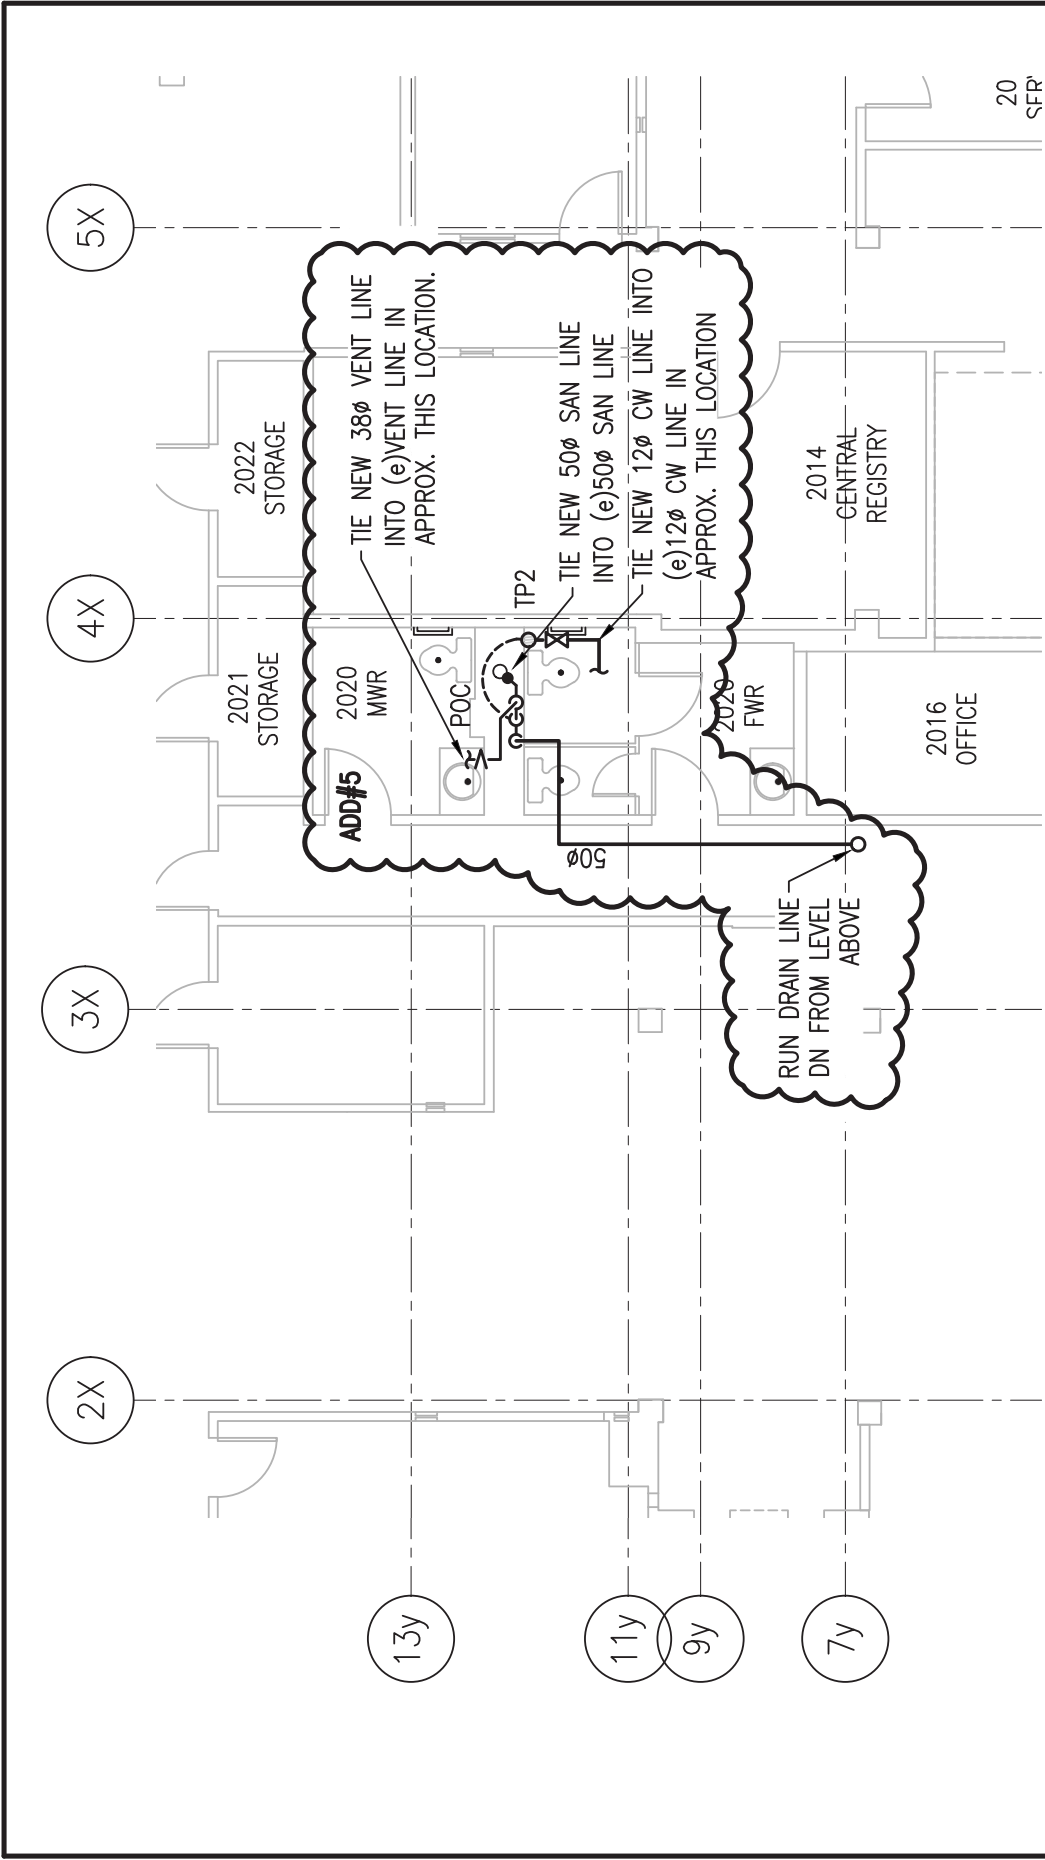 2X
3X
4X
5X
13y
11y
9y
7y
2021
STORAGE
2022
STORAGE
ADD#5
2020
MWR
TIE NEW 38ø VENT LINE
INTO (e)VENT LINE IN
APPROX. THIS LOCATION.
POC
TP2
TIE NEW 50ø SAN LINE
INTO (e)50ø SAN LINE
TIE NEW 12ø CW LINE INTO
(e)12ø CW LINE IN
APPROX. THIS LOCATION
50ø
2020
FWR
RUN DRAIN LINE
DN FROM LEVEL
ABOVE
2014
CENTRAL
REGISTRY
2016
OFFICE
20